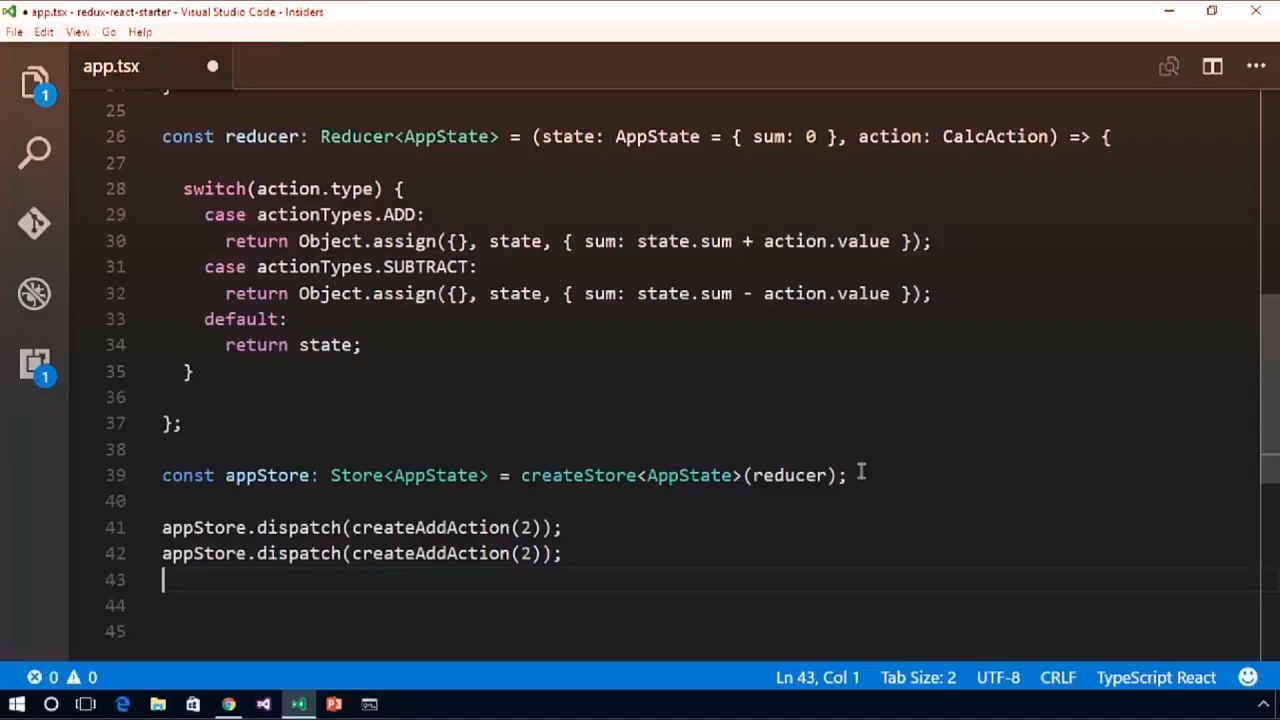 ● app.tsx - redux-react-starter - Visual Studio Code - Insiders
File Edit View Go Help
app.tsx
1
1
25
26 const reducer: Reducer<AppState> = (state: AppState = { sum: 0 }, action: CalcAction) => {
27
28 switch(action.type) {
29 case actionTypes.ADD:
30 return Object.assign({}, state, { sum: state.sum + action.value });
31 case actionTypes.SUBTRACT:
32 return Object.assign({}, state, { sum: state.sum - action.value });
33 default:
34 return state;
35 }
36
37 };
38
39 const appStore: Store<AppState> = createStore<AppState>(reducer);
40
41 appStore.dispatch(createAddAction(2));
42 appStore.dispatch(createAddAction(2));
43
44
45
0 0 Ln 43, Col 1 Tab Size: 2 UTF-8 CRLF TypeScript React